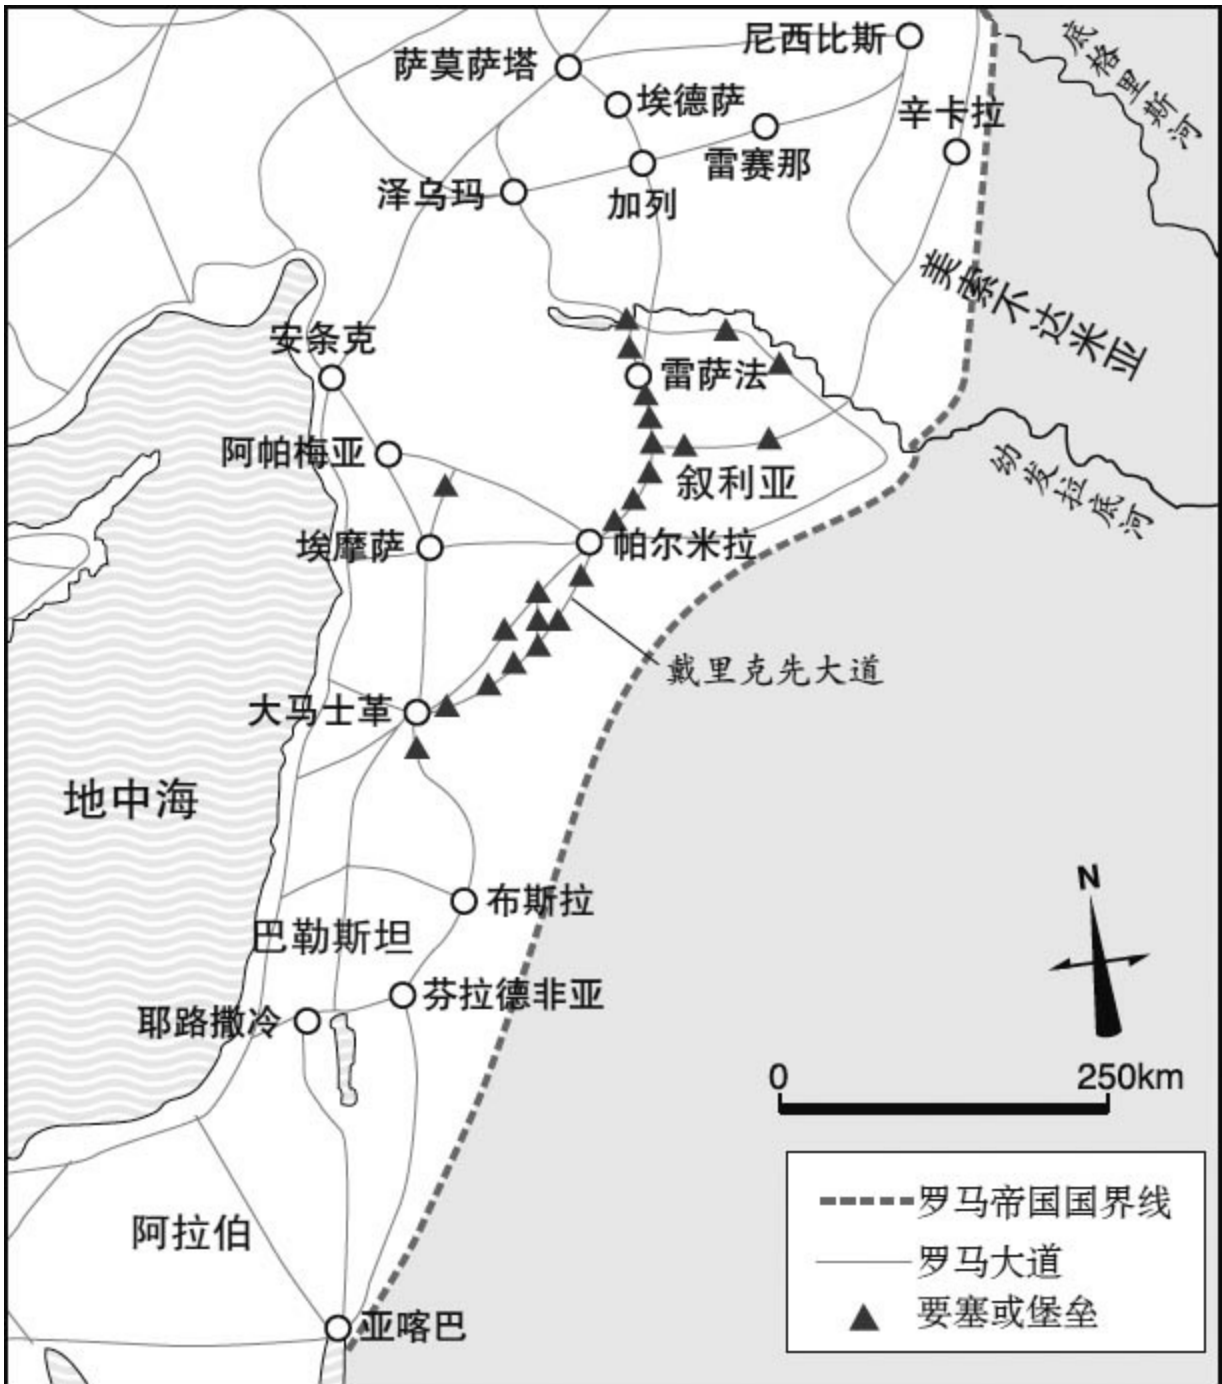 尼西比斯
底格里斯河
萨莫萨塔
埃德萨
辛卡拉
雷赛那
泽乌玛
加列
美索不达米亚
安条克
雷萨法
阿帕梅亚
叙利亚
幼发拉底河
埃摩萨
帕尔米拉
戴里克先大道
大马士革
地中海
布斯拉
N
巴勒斯坦
芬拉德非亚
耶路撒冷
0 250km
罗马帝国国界线
阿拉伯
罗马大道
要塞或堡垒
亚喀巴